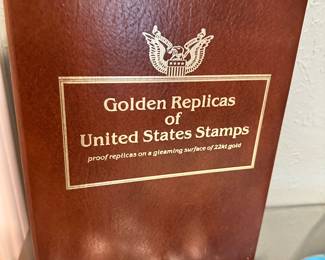 Golden Replicas
of
United States Stamps
proof replicas on a gleaming surface of 22kt gold